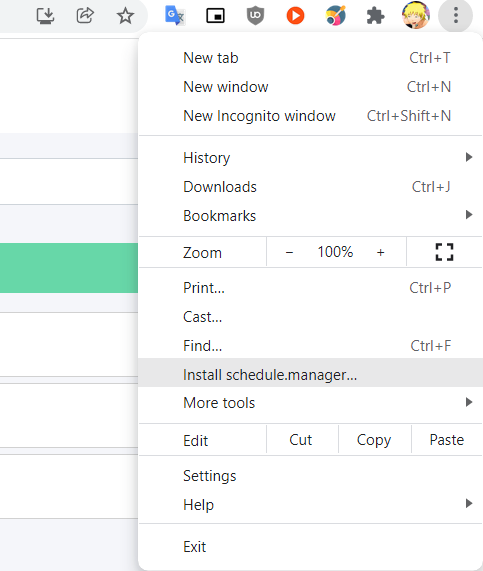 New tab Ctrl+T
New window Ctrl+N
New Incognito window Ctrl+Shift+N
History
Downloads Ctrl+J
Bookmarks
Zoom − 100% +
Print... Ctrl+P
Cast...
Find... Ctrl+F
Install schedule.manager...
More tools
Edit Cut Copy Paste
Settings
Help
Exit